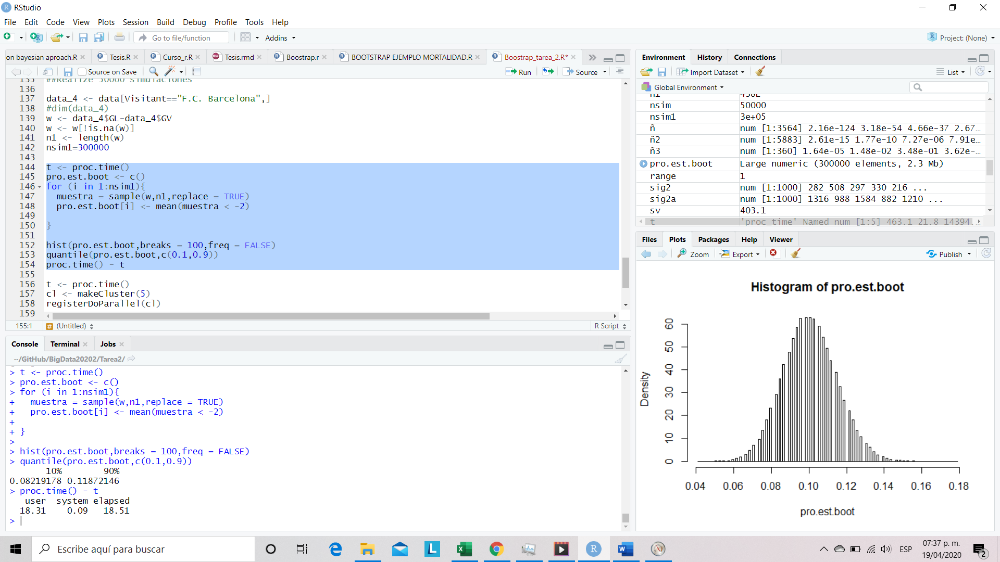 RStudio
File Edit Code View Plots Session Build Debug Profile Tools Help
Go to file/function
Addins
Project: (None)
on bayesian aproach.R
Tesis.R
Curso_r.R
Tesis.rmd
Boostrap.r
BOOTSTRAP EJEMPLO MORTALIDAD.R
Boostrap_tarea_2.R*
Source on Save
Run
Source
135 ##Realize 50000 simulaciones
136
137 data_4 <- data[Visitant=="F.C. Barcelona",]
138 #dim(data_4)
139 w <- data_4$GL-data_4$GV
140 w <- w[!is.na(w)]
141 n1 <- length(w)
142 nsim1=300000
143
144 t <- proc.time()
145 pro.est.boot <- c()
146 for (i in 1:nsim1){
147 muestra = sample(w,n1,replace = TRUE)
148 pro.est.boot[i] <- mean(muestra < -2)
149
150 }
151
152 hist(pro.est.boot,breaks = 100,freq = FALSE)
153 quantile(pro.est.boot,c(0.1,0.9))
154 proc.time() - t
155
156 t <- proc.time()
157 cl <- makeCluster(5)
158 registerDoParallel(cl)
159
155:1
# (Untitled)
R Script
Console Terminal Jobs
~/GitHub/BigData20202/Tarea2/
> t <- proc.time()
> pro.est.boot <- c()
> for (i in 1:nsim1){
+ muestra = sample(w,n1,replace = TRUE)
+ pro.est.boot[i] <- mean(muestra < -2)
+
+ }
>
> hist(pro.est.boot,breaks = 100,freq = FALSE)
> quantile(pro.est.boot,c(0.1,0.9))
10% 90%
0.08219178 0.11872146
> proc.time() - t
user system elapsed
18.31 0.09 18.51
>
Environment History Connections
Import Dataset
List
Global Environment
n1 438L
nsim 50000
nsim1 3e+05
ñ num [1:3564] 2.16e-124 3.18e-54 4.66e-37 2.67…
ñ2 num [1:5883] 2.61e-15 1.77e-10 7.27e-06 7.91e…
ñ3 num [1:360] 1.64e-05 1.48e-02 3.48e-01 3.62e-…
pro.est.boot Large numeric (300000 elements, 2.3 Mb)
range 1
sig2 num [1:1000] 282 508 297 330 216 ...
sig2a num [1:1000] 1316 988 1584 882 1210 ...
sv 403.1
t 'proc_time' Named num [1:5] 463.1 21.8 14394.…
Files Plots Packages Help Viewer
Zoom
Export
Publish
Histogram of pro.est.boot
Density
0 10 20 30 40 50 60
0.04 0.06 0.08 0.10 0.12 0.14 0.16 0.18
pro.est.boot
Escribe aquí para buscar
ESP
07:37 p. m.
19/04/2020
2